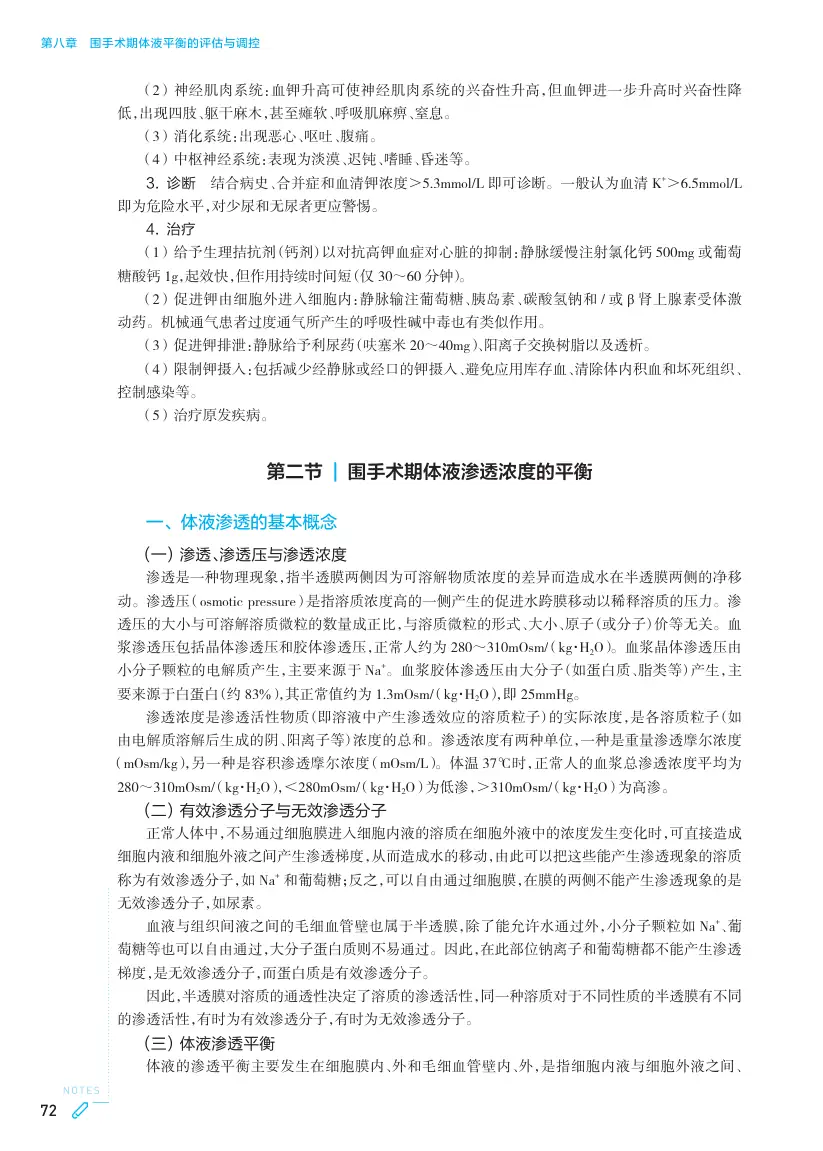 第八章 围手术期体液平衡的评估与调控
（2）神经肌肉系统：血钾升高可使神经肌肉系统的兴奋性升高，但血钾进一步升高时兴奋性降
低，出现四肢、躯干麻木，甚至瘫软、呼吸肌麻痹、窒息。
（3）消化系统：出现恶心、呕吐、腹痛。
（4）中枢神经系统：表现为淡漠、迟钝、嗜睡、昏迷等。
3. 诊断 结合病史、合并症和血清钾浓度＞5.3mmol/L 即可诊断。一般认为血清 K⁺＞6.5mmol/L
即为危险水平，对少尿和无尿者更应警惕。
4. 治疗
（1）给予生理拮抗剂（钙剂）以对抗高钾血症对心脏的抑制：静脉缓慢注射氯化钙 500mg 或葡萄
糖酸钙 1g，起效快，但作用持续时间短（仅 30～60 分钟）。
（2）促进钾由细胞外进入细胞内：静脉输注葡萄糖、胰岛素、碳酸氢钠和 / 或 β 肾上腺素受体激
动药。机械通气患者过度通气所产生的呼吸性碱中毒也有类似作用。
（3）促进钾排泄：静脉给予利尿药（呋塞米 20～40mg）、阳离子交换树脂以及透析。
（4）限制钾摄入：包括减少经静脉或经口的钾摄入、避免应用库存血、清除体内积血和坏死组织、
控制感染等。
（5）治疗原发疾病。
第二节 | 围手术期体液渗透浓度的平衡
一、体液渗透的基本概念
（一）渗透、渗透压与渗透浓度
渗透是一种物理现象，指半透膜两侧因为可溶解物质浓度的差异而造成水在半透膜两侧的净移
动。渗透压（osmotic pressure）是指溶质浓度高的一侧产生的促进水跨膜移动以稀释溶质的压力。渗
透压的大小与可溶解溶质微粒的数量成正比，与溶质微粒的形式、大小、原子（或分子）价等无关。血
浆渗透压包括晶体渗透压和胶体渗透压，正常人约为 280～310mOsm/（kg·H₂O）。血浆晶体渗透压由
小分子颗粒的电解质产生，主要来源于 Na⁺。血浆胶体渗透压由大分子（如蛋白质、脂类等）产生，主
要来源于白蛋白（约 83%），其正常值约为 1.3mOsm/（kg·H₂O），即 25mmHg。
渗透浓度是渗透活性物质（即溶液中产生渗透效应的溶质粒子）的实际浓度，是各溶质粒子（如
由电解质溶解后生成的阴、阳离子等）浓度的总和。渗透浓度有两种单位，一种是重量渗透摩尔浓度
（mOsm/kg），另一种是容积渗透摩尔浓度（mOsm/L）。体温 37℃时，正常人的血浆总渗透浓度平均为
280～310mOsm/（kg·H₂O），＜280mOsm/（kg·H₂O）为低渗，＞310mOsm/（kg·H₂O）为高渗。
（二）有效渗透分子与无效渗透分子
正常人体中，不易通过细胞膜进入细胞内液的溶质在细胞外液中的浓度发生变化时，可直接造成
细胞内液和细胞外液之间产生渗透梯度，从而造成水的移动，由此可以把这些能产生渗透现象的溶质
称为有效渗透分子，如 Na⁺ 和葡萄糖；反之，可以自由通过细胞膜，在膜的两侧不能产生渗透现象的是
无效渗透分子，如尿素。
血液与组织间液之间的毛细血管壁也属于半透膜，除了能允许水通过外，小分子颗粒如 Na⁺、葡
萄糖等也可以自由通过，大分子蛋白质则不易通过。因此，在此部位钠离子和葡萄糖都不能产生渗透
梯度，是无效渗透分子，而蛋白质是有效渗透分子。
因此，半透膜对溶质的通透性决定了溶质的渗透活性，同一种溶质对于不同性质的半透膜有不同
的渗透活性，有时为有效渗透分子，有时为无效渗透分子。
（三）体液渗透平衡
体液的渗透平衡主要发生在细胞膜内、外和毛细血管壁内、外，是指细胞内液与细胞外液之间、
NOTES
72